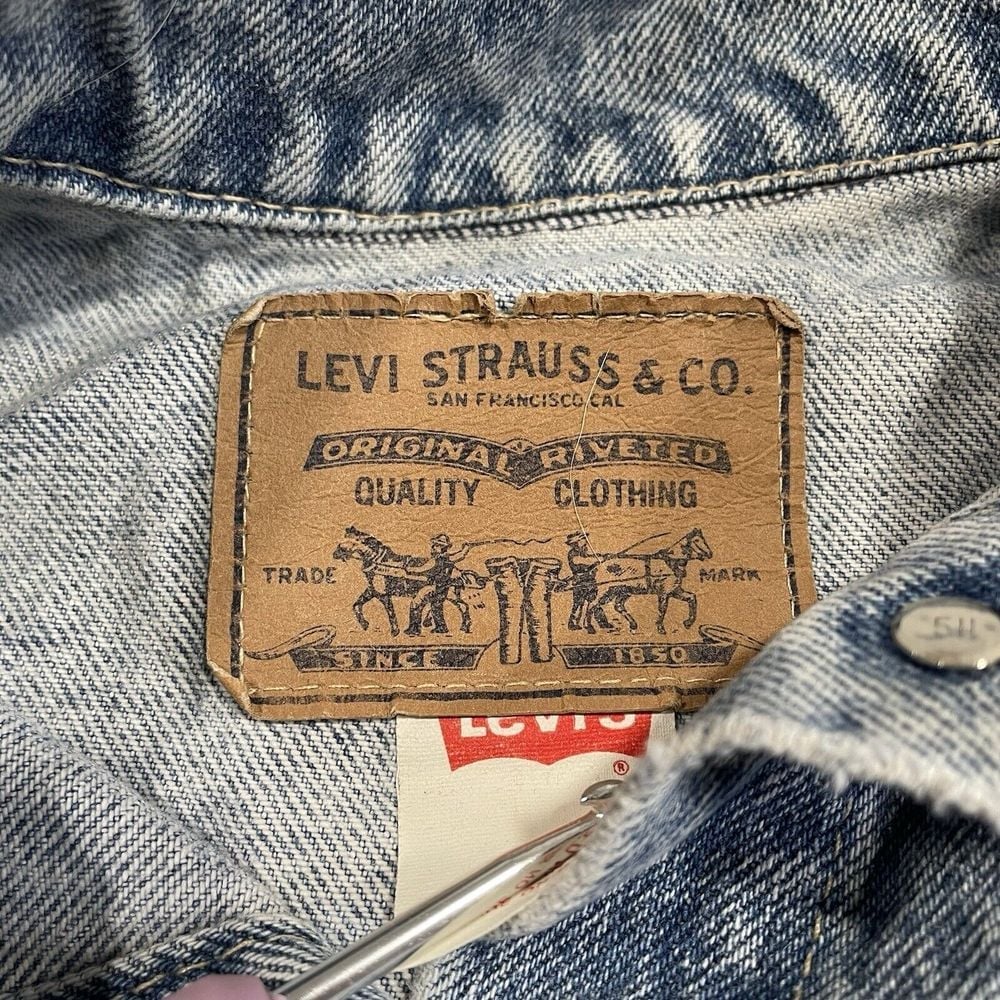 LEVI STRAUSS & CO.
SAN FRANCISCO CAL
ORIGINAL RIVETED
QUALITY CLOTHING
TRADE MARK
SINCE 1850
LEVI'S
®